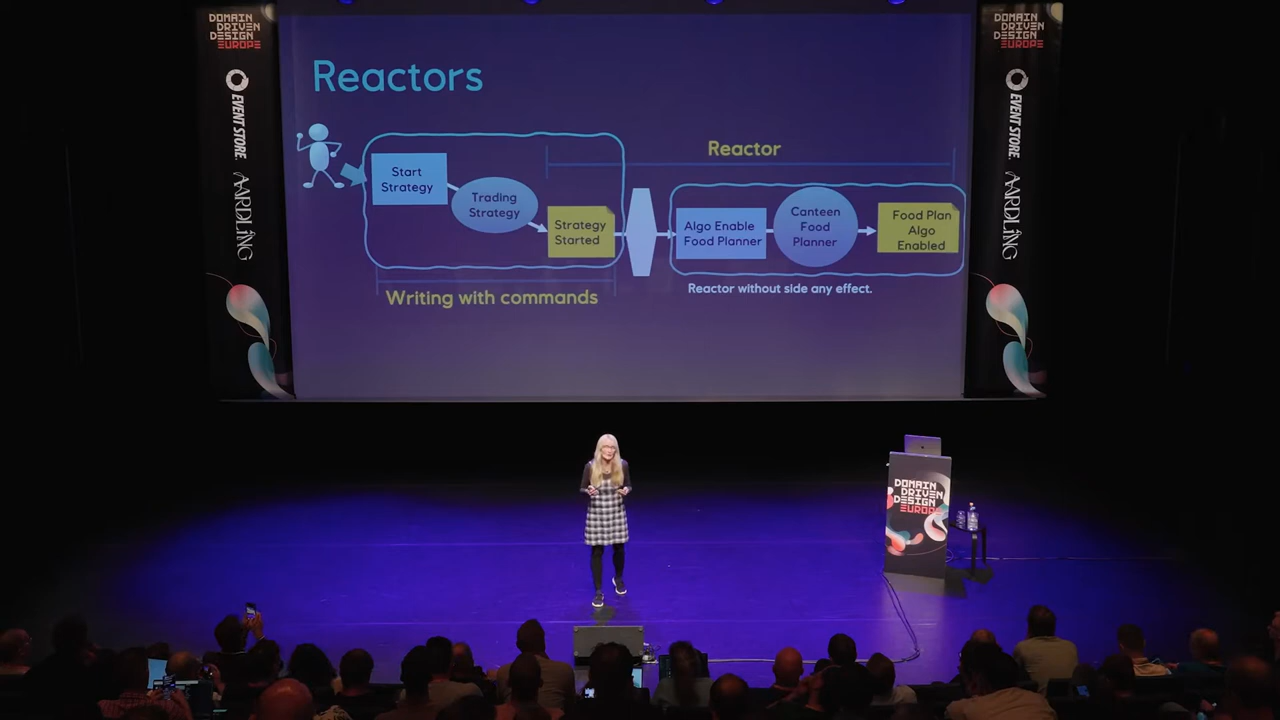 DOMAIN
DRIVEN
DESIGN
EUROPE
EVENT STORE.
AARDLING
Reactors
Start
Strategy
Trading
Strategy
Strategy
Started
Writing with commands
Reactor
Algo Enable
Food Planner
Canteen
Food
Planner
Food Plan
Algo
Enabled
Reactor without side any effect.
DOMAIN
DRIVEN
DESIGN
EUROPE
EVENT STORE.
AARDLING
DOMAIN
DRIVEN
DESIGN
EUROPE